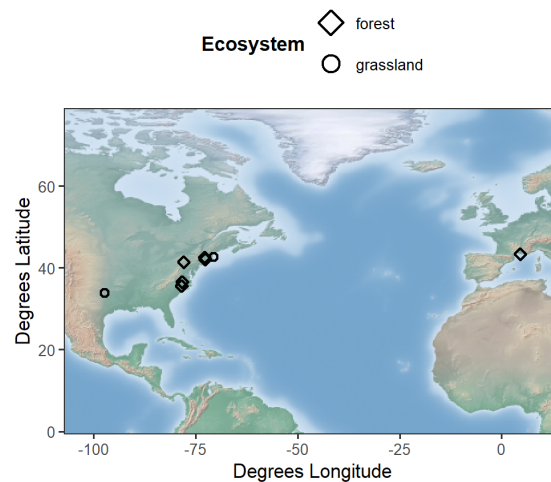 Ecosystem
forest
grassland
Degrees Latitude
60
40
20
0
-100
-75
-50
-25
0
Degrees Longitude